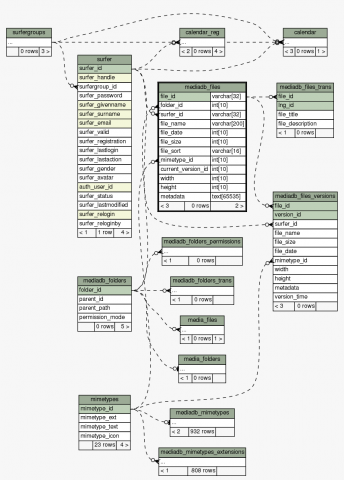 surfergroups
...
0 rows 3 >
calendar_reg
...
< 2 0 rows 4 >
calendar
...
< 3 0 rows 1 >
surfer
surfer_id
surfer_handle
surfergroup_id
surfer_password
surfer_givenname
surfer_surname
surfer_email
surfer_valid
surfer_registration
surfer_lastlogin
surfer_lastaction
surfer_gender
surfer_avatar
auth_user_id
surfer_status
surfer_lastmodified
surfer_relogin
surfer_reloginby
< 1 1 row 4 >
mediadb_files
file_id varchar[32]
folder_id int[10]
surfer_id varchar[32]
file_name varchar[200]
file_date int[10]
file_size int[10]
file_sort varchar[16]
mimetype_id int[10]
current_version_id int[10]
width int[10]
height int[10]
metadata text[65535]
< 3 0 rows 2 >
mediadb_files_trans
file_id
lng_id
file_title
file_description
< 1 0 rows
mediadb_files_versions
file_id
version_id
surfer_id
file_name
file_size
file_date
mimetype_id
width
height
metadata
version_time
< 3 0 rows
mediadb_folders_permissions
...
< 1 0 rows
mediadb_folders
folder_id
parent_id
parent_path
permission_mode
0 rows 5 >
mediadb_folders_trans
...
< 1 0 rows
media_files
...
< 1 0 rows 1 >
media_folders
...
< 1 0 rows
mimetypes
mimetype_id
mimetype_ext
mimetype_text
mimetype_icon
23 rows 4 >
mediadb_mimetypes
...
< 2 932 rows
mediadb_mimetypes_extensions
...
< 1 808 rows